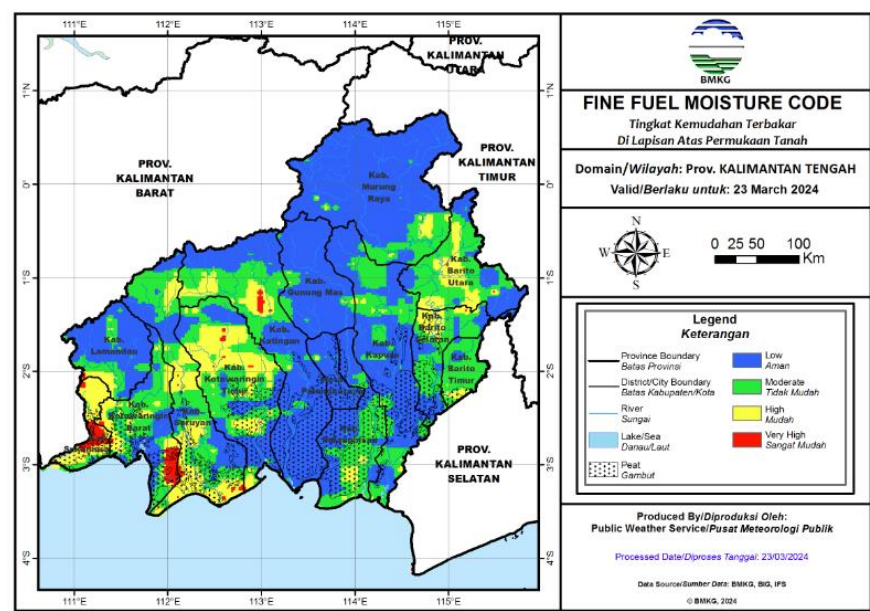 111°E 112°E 113°E 114°E 115°E
PROV.
KALIMANTAN
UTARA
1°N 1°N
PROV.
KALIMANTAN
BARAT
PROV.
KALIMANTAN
TIMUR
Kab.
Murung
Raya
0° 0°
Kab.
Barito
Utara
1°S 1°S
Kab.
Gunung Mas
Kab.
Barito
Selatan
Kab.
Katingan
Kab.
Lamandau
Kab.
Kapuas
2°S 2°S
Kab.
Kotawaringin
Timur
Kab.
Barito
Timur
Kab.
Kotawaringin
Barat
Kab.
Seruyan
3°S 3°S
PROV.
KALIMANTAN
SELATAN
4°S 4°S
111°E 112°E 113°E 114°E 115°E
BMKG
FINE FUEL MOISTURE CODE
Tingkat Kemudahan Terbakar
Di Lapisan Atas Permukaan Tanah
Domain/Wilayah: Prov. KALIMANTAN TENGAH
Valid/Berlaku untuk: 23 March 2024
N
W E
S
0 25 50 100
Km
Legend
Keterangan
Province Boundary
Batas Provinsi
District/City Boundary
Batas Kabupaten/Kota
River
Sungai
Lake/Sea
Danau/Laut
Peat
Gambut
Low
Aman
Moderate
Tidak Mudah
High
Mudah
Very High
Sangat Mudah
Produced By/Diproduksi Oleh:
Public Weather Service/Pusat Meteorologi Publik
Processed Date/Diproses Tanggal: 23/03/2024
Data Source/Sumber Data: BMKG, BIG, IFS
© BMKG, 2024